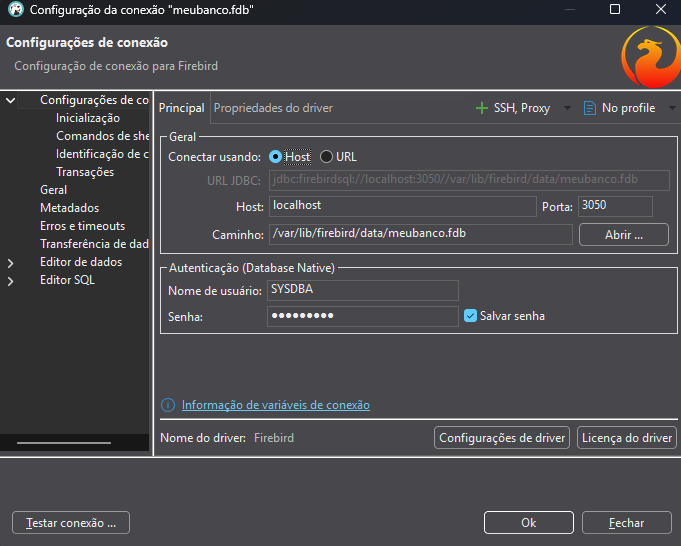 Configuração da conexão "meubanco.fdb"
Configurações de conexão
Configuração de conexão para Firebird
Configurações de co
Inicialização
Comandos de she
Identificação de c
Transações
Geral
Metadados
Erros e timeouts
Transferência de dad
Editor de dados
Editor SQL
Principal Propriedades do driver SSH, Proxy No profile
Geral
Conectar usando: Host URL
URL JDBC: jdbc:firebirdsql://localhost:3050//var/lib/firebird/data/meubanco.fdb
Host: localhost Porta: 3050
Caminho: /var/lib/firebird/data/meubanco.fdb Abrir ...
Autenticação (Database Native)
Nome de usuário: SYSDBA
Senha: ●●●●●●●●● Salvar senha
Informação de variáveis de conexão
Nome do driver: Firebird Configurações de driver Licença do driver
Testar conexão ... Ok Fechar